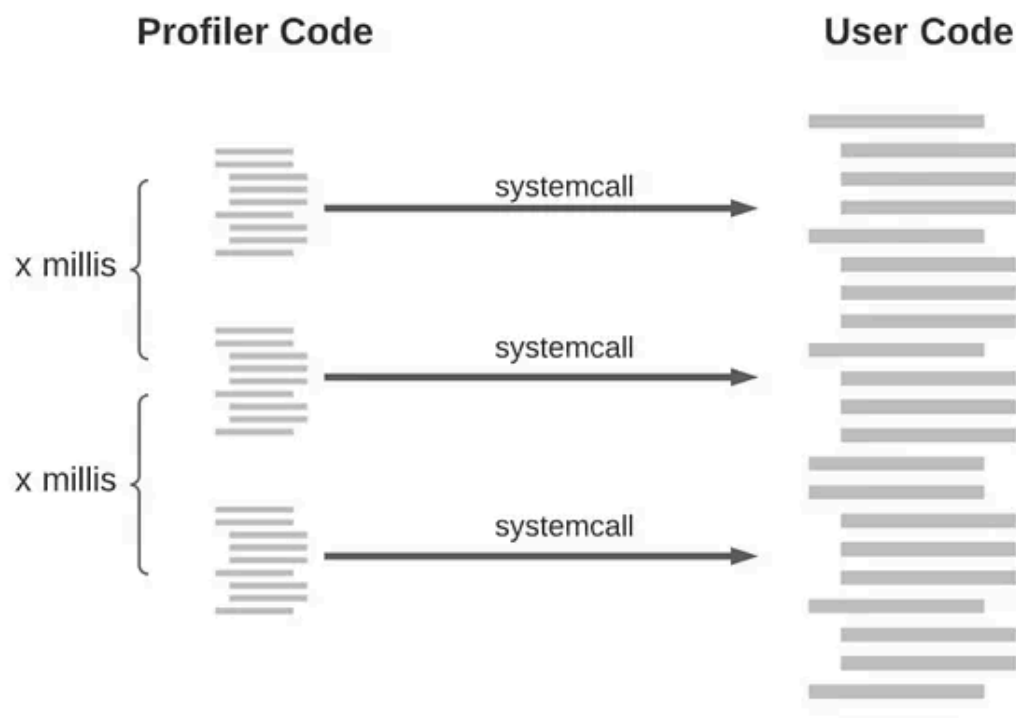 Profiler Code
User Code
systemcall
x millis
systemcall
x millis
systemcall